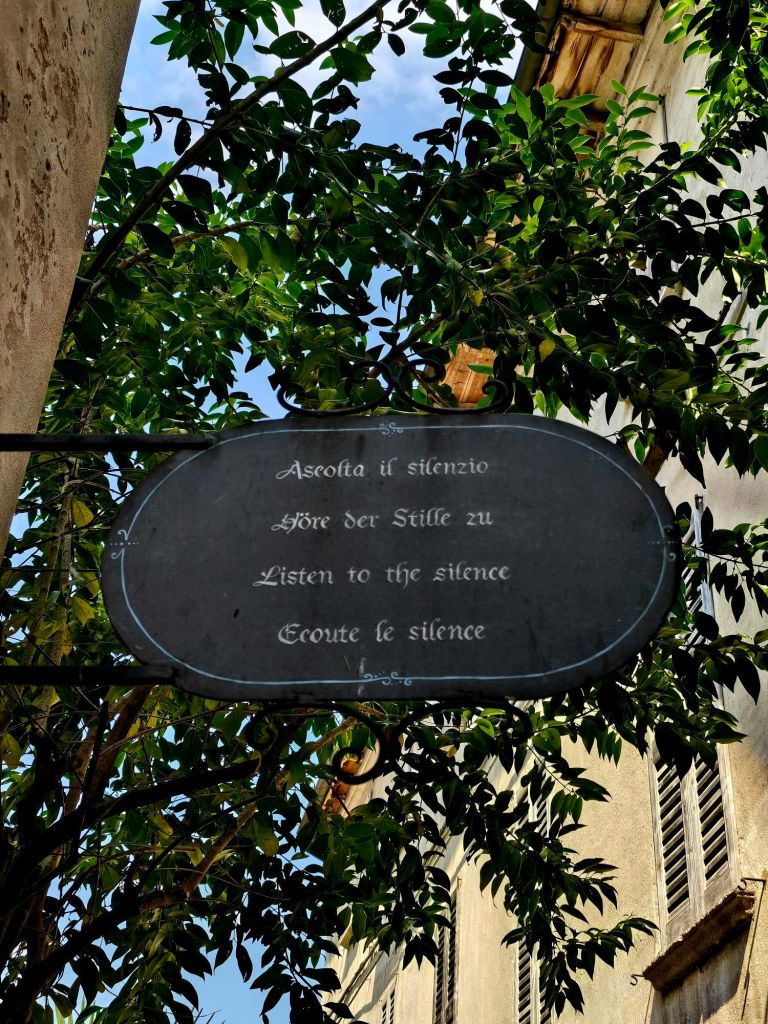 Ascolta il silenzio
Höre der Stille zu
Listen to the silence
Ecoute le silence